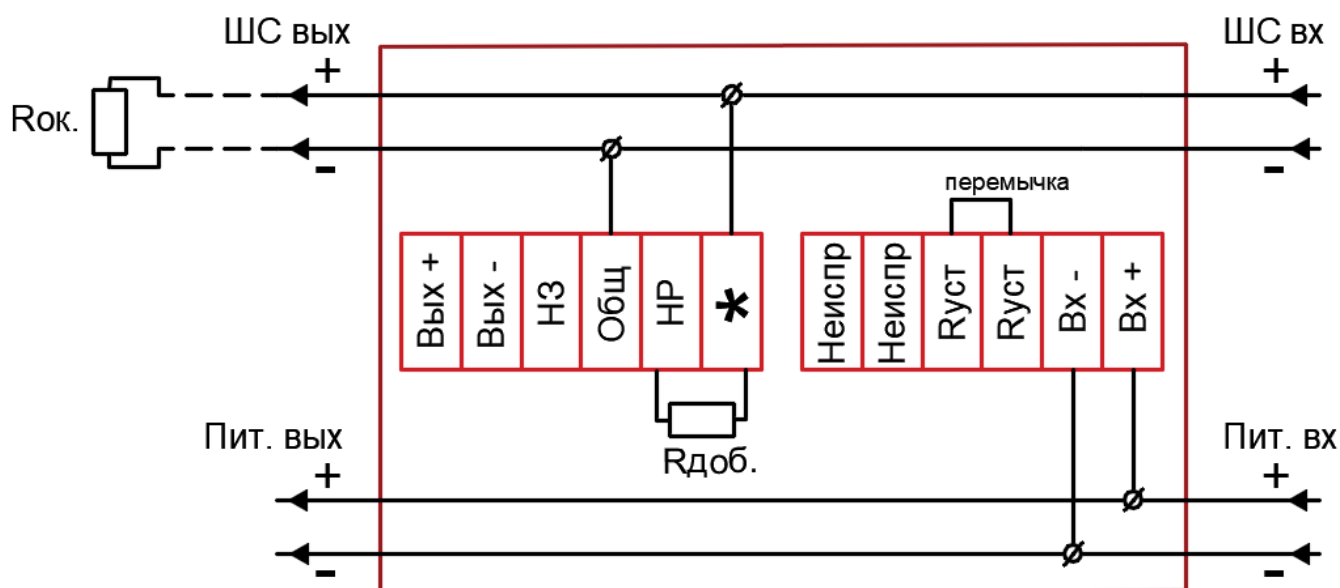 ШС вых
ШС вх
+
+
Rок.
-
-
перемычка
Вых +
Вых -
НЗ
Общ
НР
*
Неиспр
Неиспр
Rуст
Rуст
Вх -
Вх +
Пит. вых
Rдоб.
Пит. вх
+
+
-
-